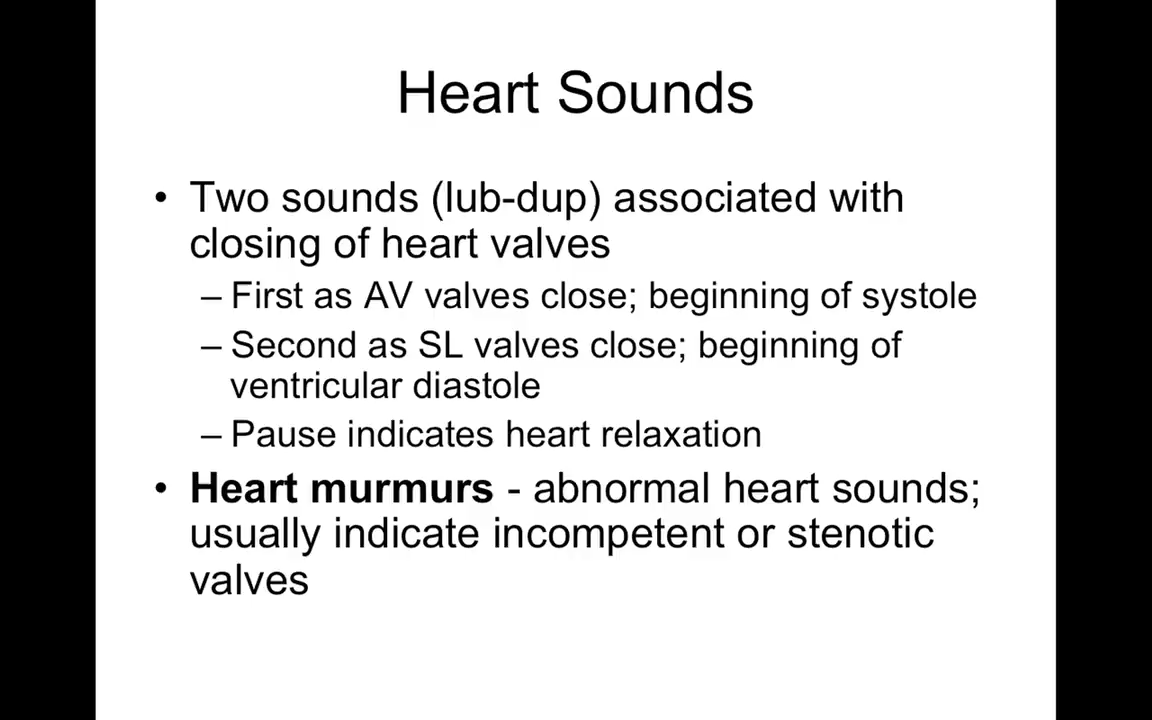 Heart Sounds
• Two sounds (lub-dup) associated with
closing of heart valves
– First as AV valves close; beginning of systole
– Second as SL valves close; beginning of
ventricular diastole
– Pause indicates heart relaxation
• Heart murmurs - abnormal heart sounds;
usually indicate incompetent or stenotic
valves